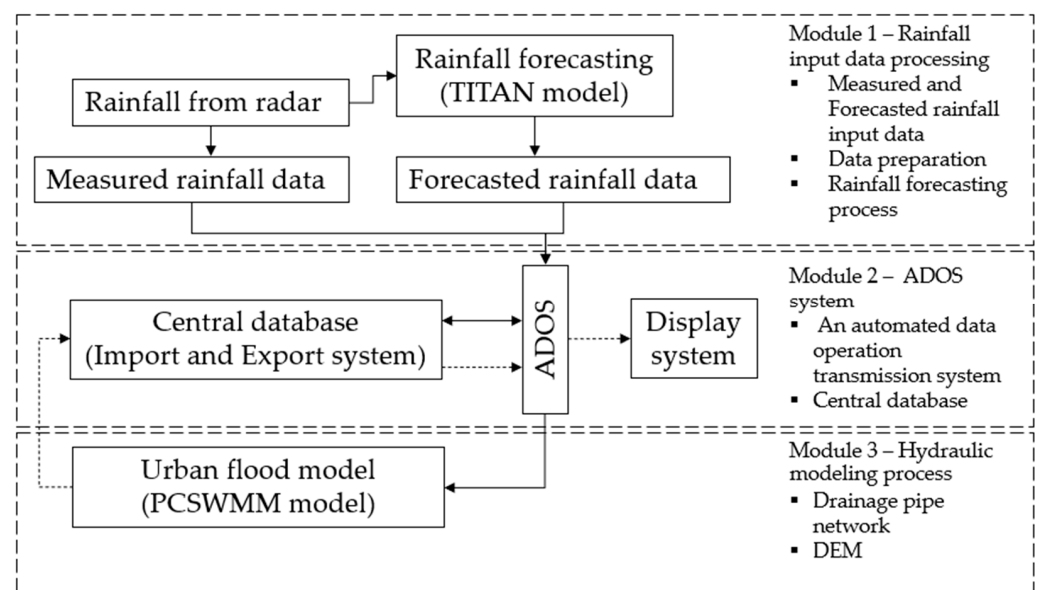 Rainfall from radar
Rainfall forecasting
(TITAN model)
Measured rainfall data
Forecasted rainfall data
Module 1 – Rainfall
input data processing
▪ Measured and
Forecasted rainfall
input data
▪ Data preparation
▪ Rainfall forecasting
process
Central database
(Import and Export system)
ADOS
Display
system
Module 2 – ADOS
system
▪ An automated data
operation
transmission system
▪ Central database
Urban flood model
(PCSWMM model)
Module 3 – Hydraulic
modeling process
▪ Drainage pipe
network
▪ DEM